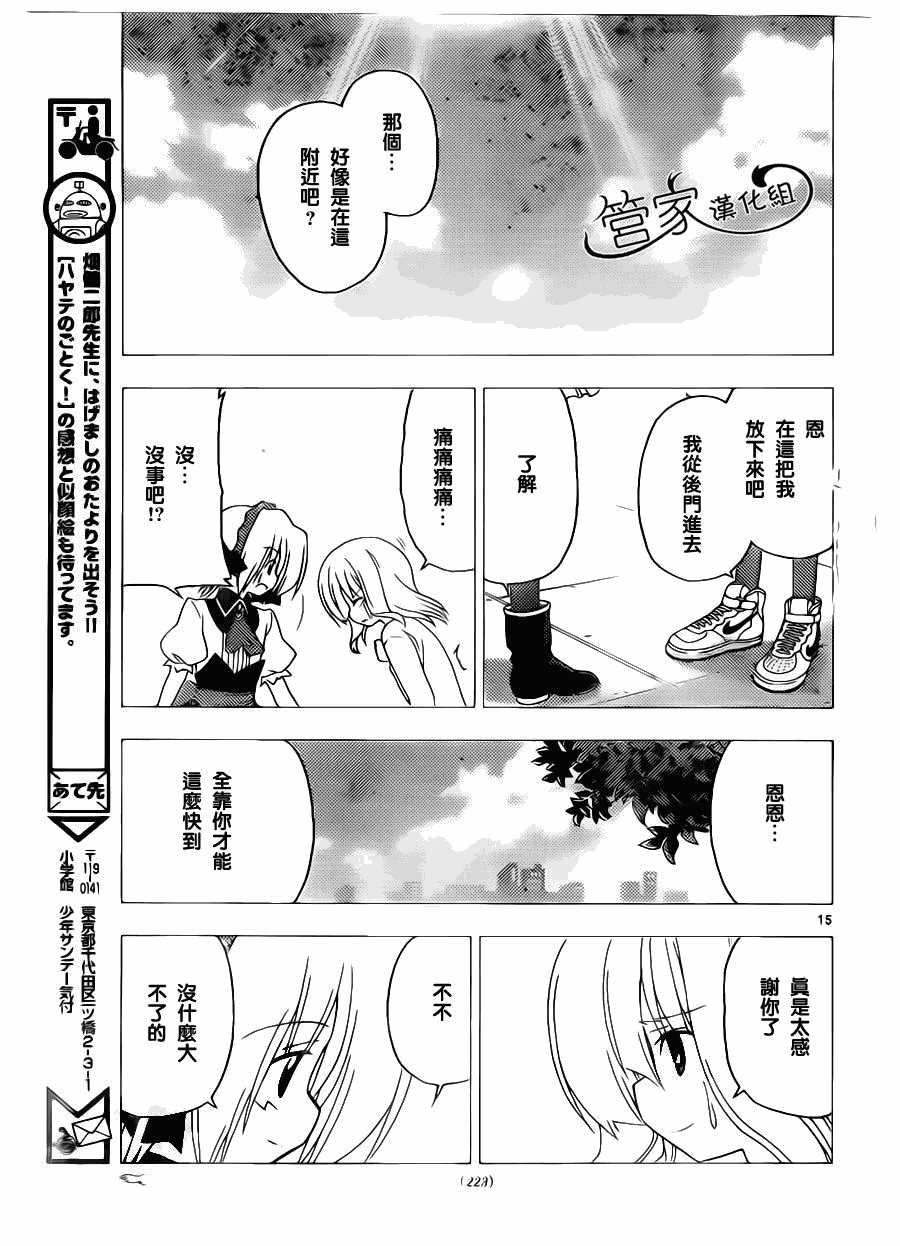 那個…
好像是在這
附近吧？
管家漢化組
恩
在這把我
放下來吧
我從後門進去
了解
痛痛痛痛…
沒…
沒事吧!?
恩恩…
全靠你才能
這麼快到
15
真是太感
謝你了
不不
沒什麼大
不了的
(229)
〒
畑健二郎先生に、はげましのおたよりを出そう!!
［ハヤテのごとく！］の感想と似顔絵も待ってます。
あて先
〒119-0141
東京都千代田区一ツ橋2-3-1
小学館
少年サンデー気付